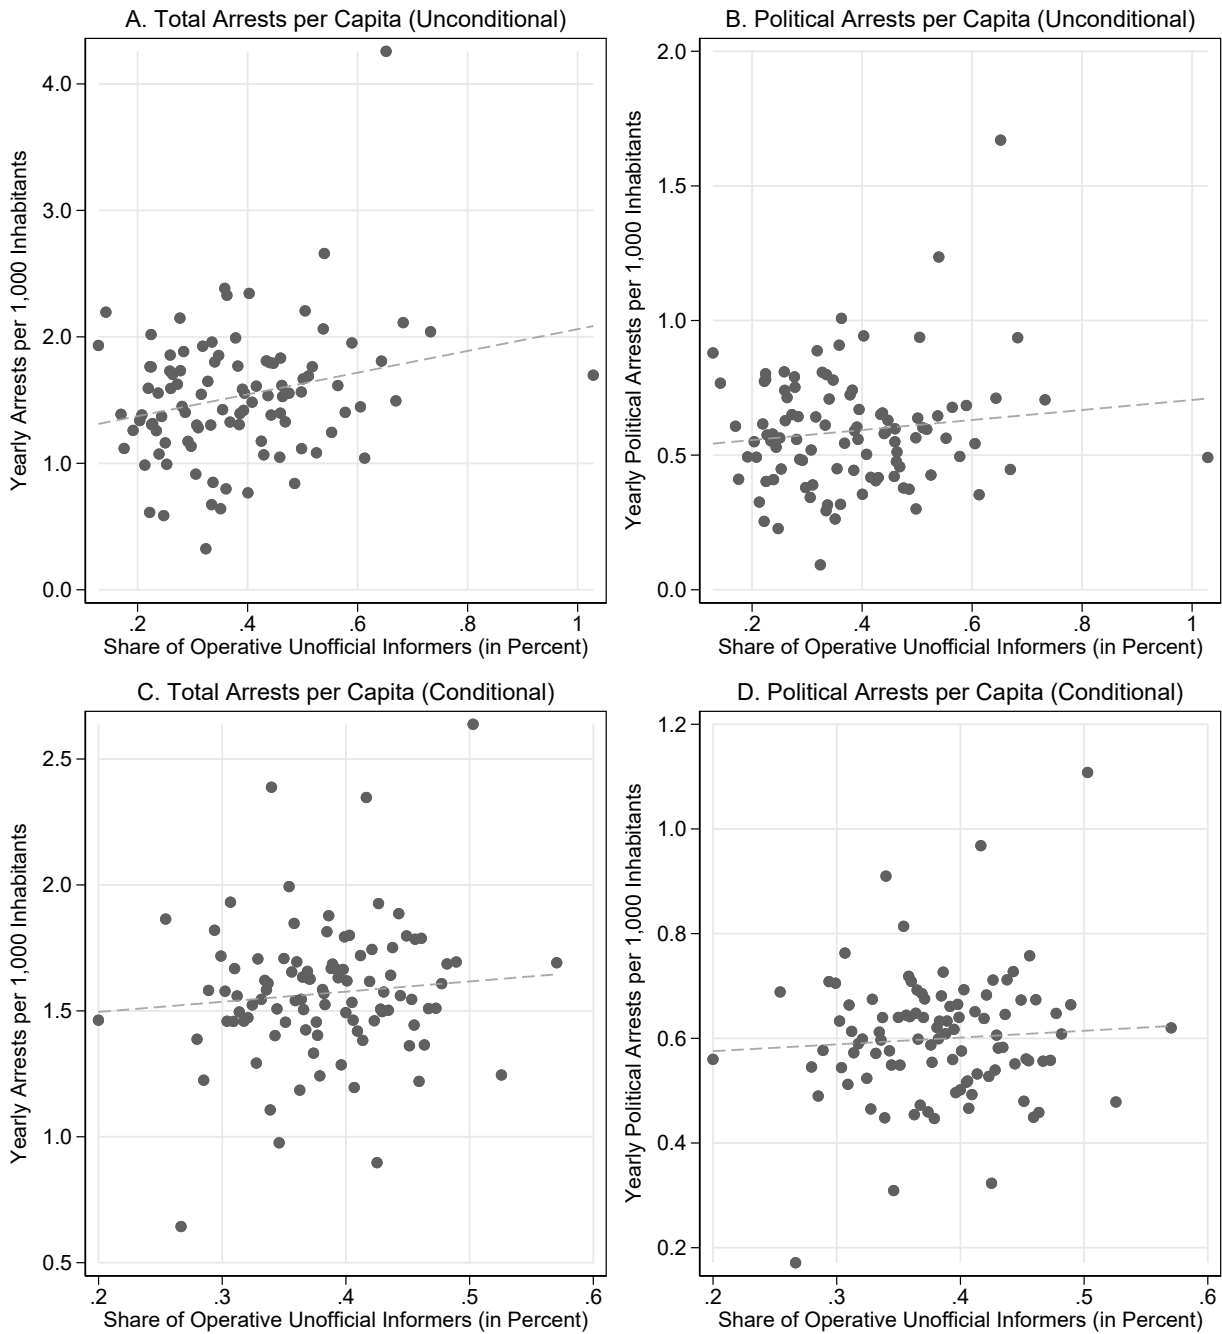 A. Total Arrests per Capita (Unconditional)
Yearly Arrests per 1,000 Inhabitants
4.0
3.0
2.0
1.0
0.0
.2 .4 .6 .8 1
Share of Operative Unofficial Informers (in Percent)
B. Political Arrests per Capita (Unconditional)
Yearly Political Arrests per 1,000 Inhabitants
2.0
1.5
1.0
0.5
0.0
.2 .4 .6 .8 1
Share of Operative Unofficial Informers (in Percent)
C. Total Arrests per Capita (Conditional)
Yearly Arrests per 1,000 Inhabitants
2.5
2.0
1.5
1.0
0.5
.2 .3 .4 .5 .6
Share of Operative Unofficial Informers (in Percent)
D. Political Arrests per Capita (Conditional)
Yearly Political Arrests per 1,000 Inhabitants
1.2
1.0
0.8
0.6
0.4
0.2
.2 .3 .4 .5 .6
Share of Operative Unofficial Informers (in Percent)